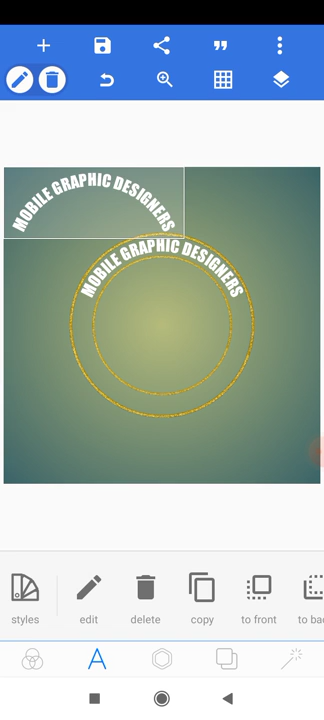 MOBILE GRAPHIC DESIGNERS
MOBILE GRAPHIC DESIGNERS
styles
edit
delete
copy
to front
to bac